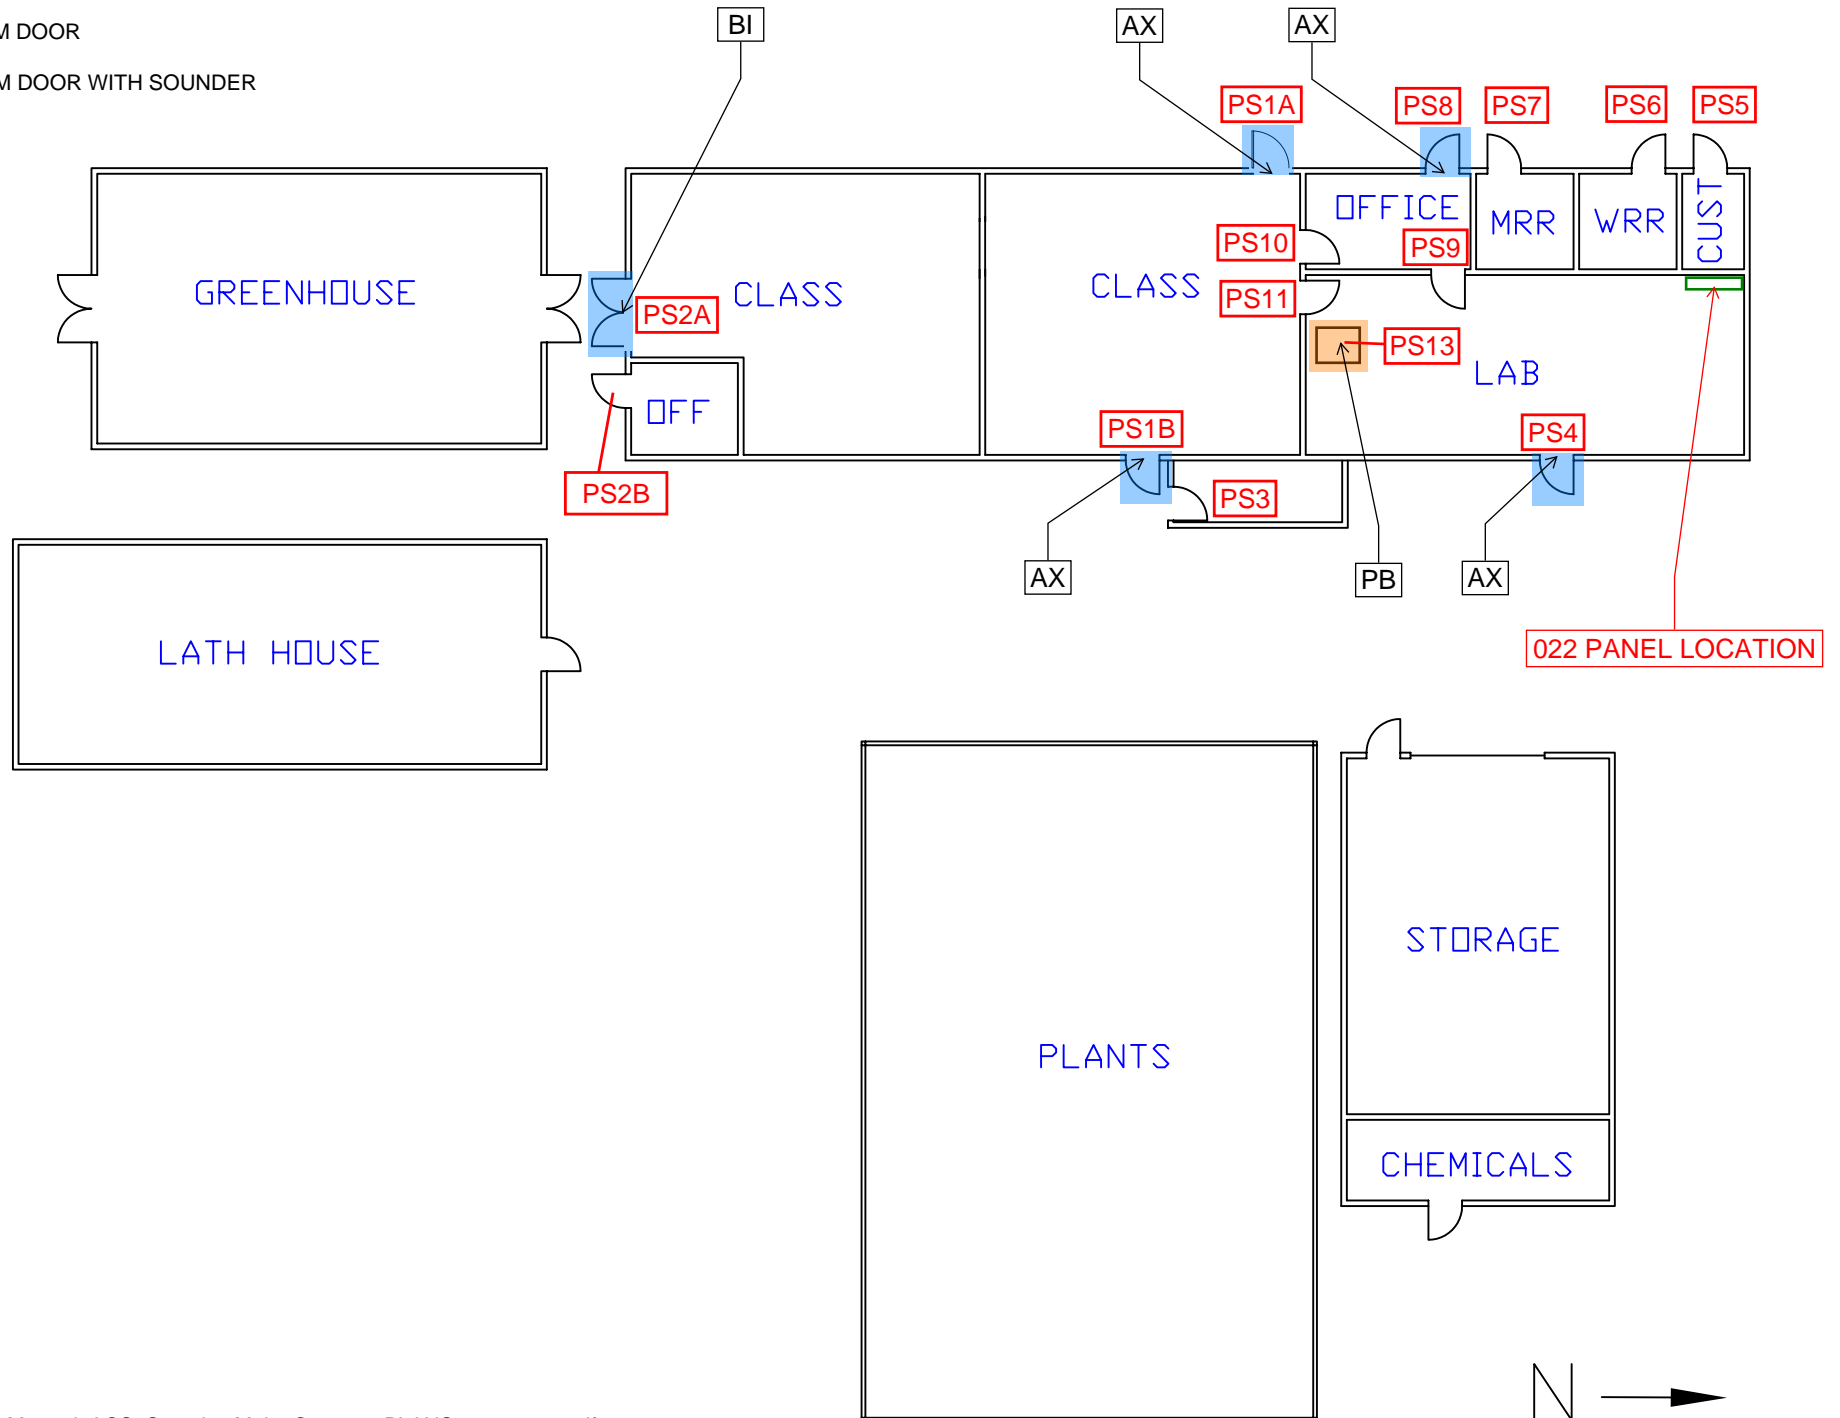 M DOOR
M DOOR WITH SOUNDER
BI
AX
AX
PS1A
PS8
PS7
PS6
PS5
OFFICE
MRR
WRR
CUST
PS10
PS9
GREENHOUSE
CLASS
CLASS
PS11
PS2A
PS13
LAB
OFF
PS1B
PS4
PS2B
PS3
AX
PB
AX
022 PANEL LOCATION
LATH HOUSE
STORAGE
PLANTS
CHEMICALS
N